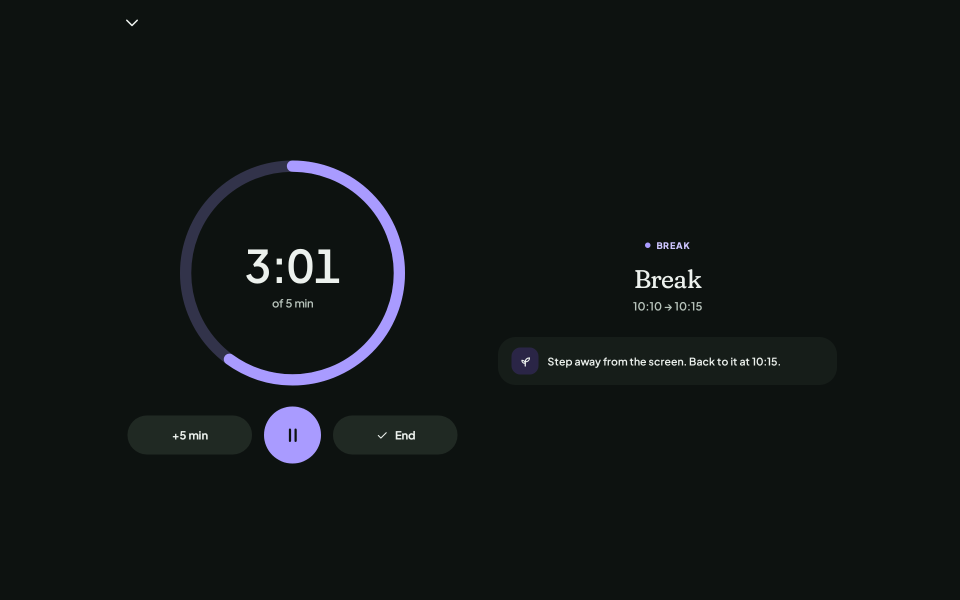 3:01
of 5 min
+5 min
End
BREAK
Break
10:10 → 10:15
Step away from the screen. Back to it at 10:15.